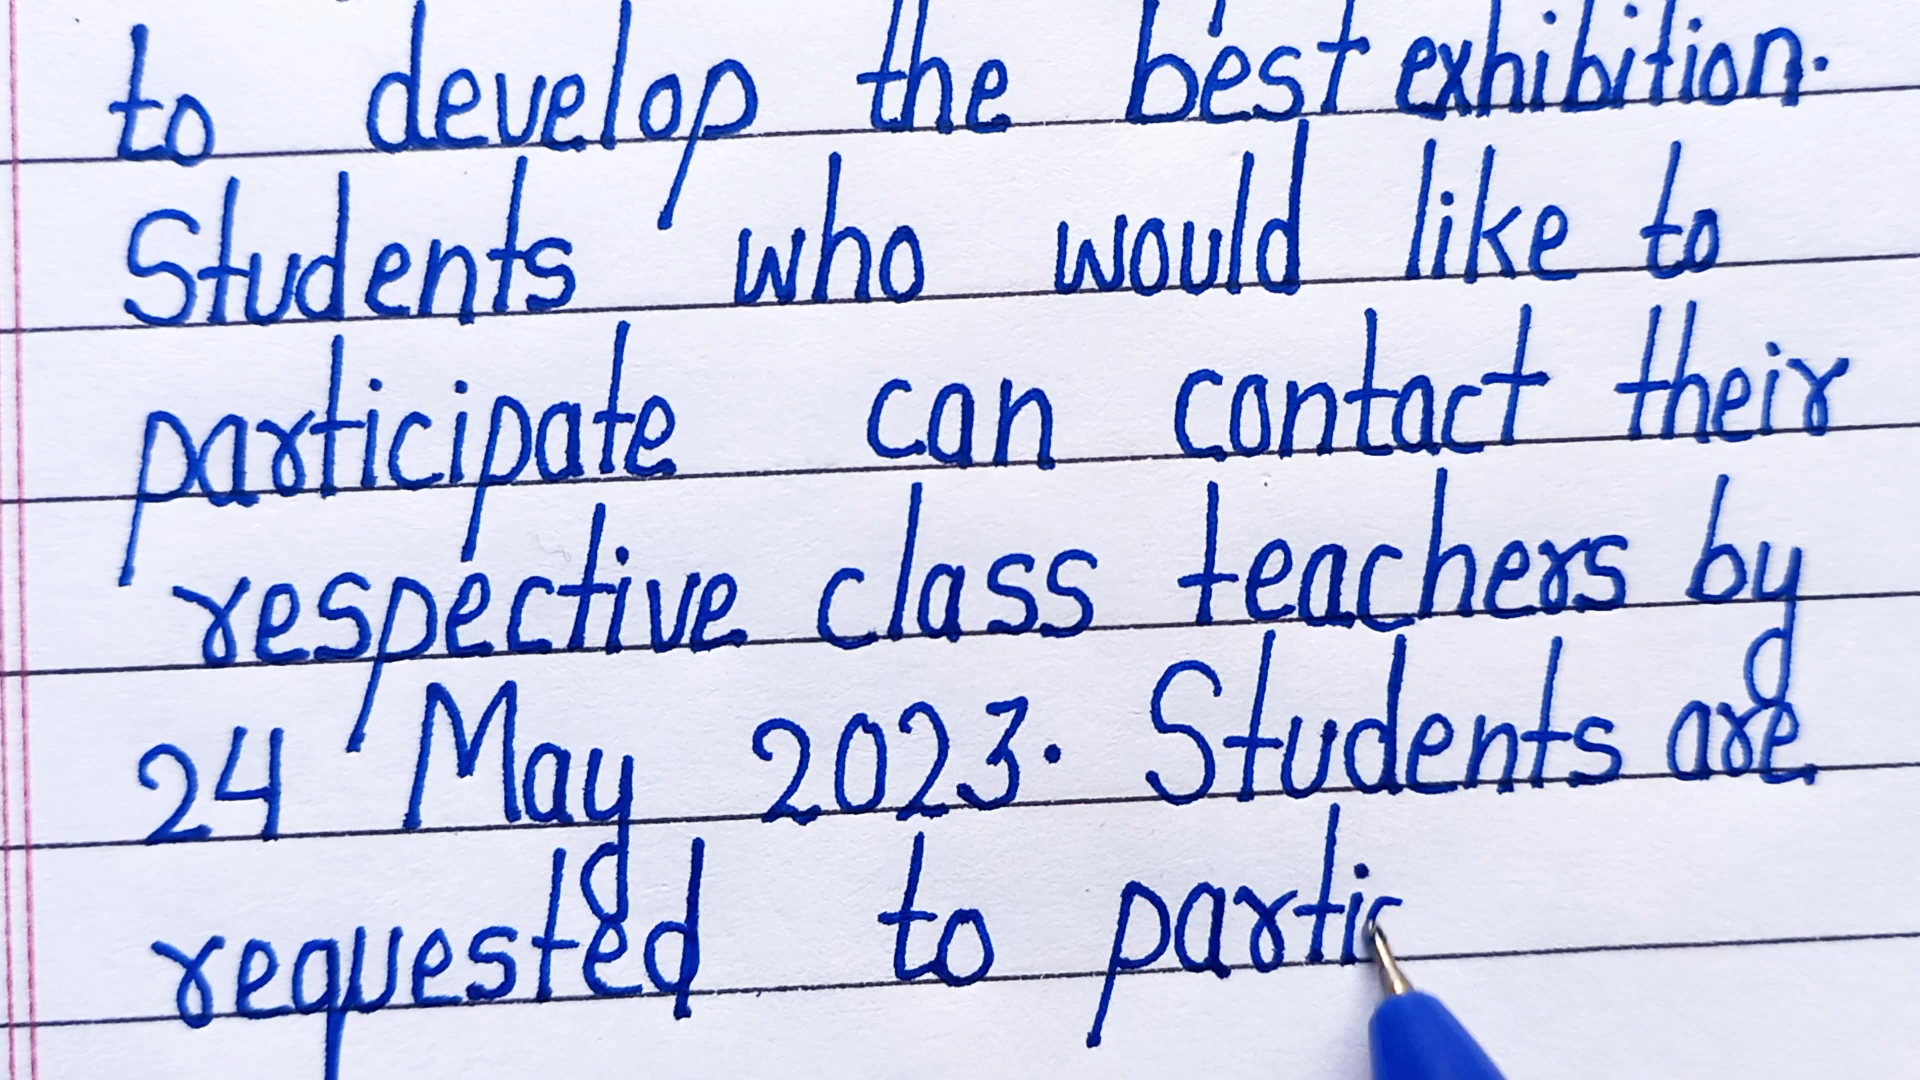 to develop the best exhibition.
Students who would like to
participate can contact their
respective class teachers by
24 May 2023. Students are
requested to partic